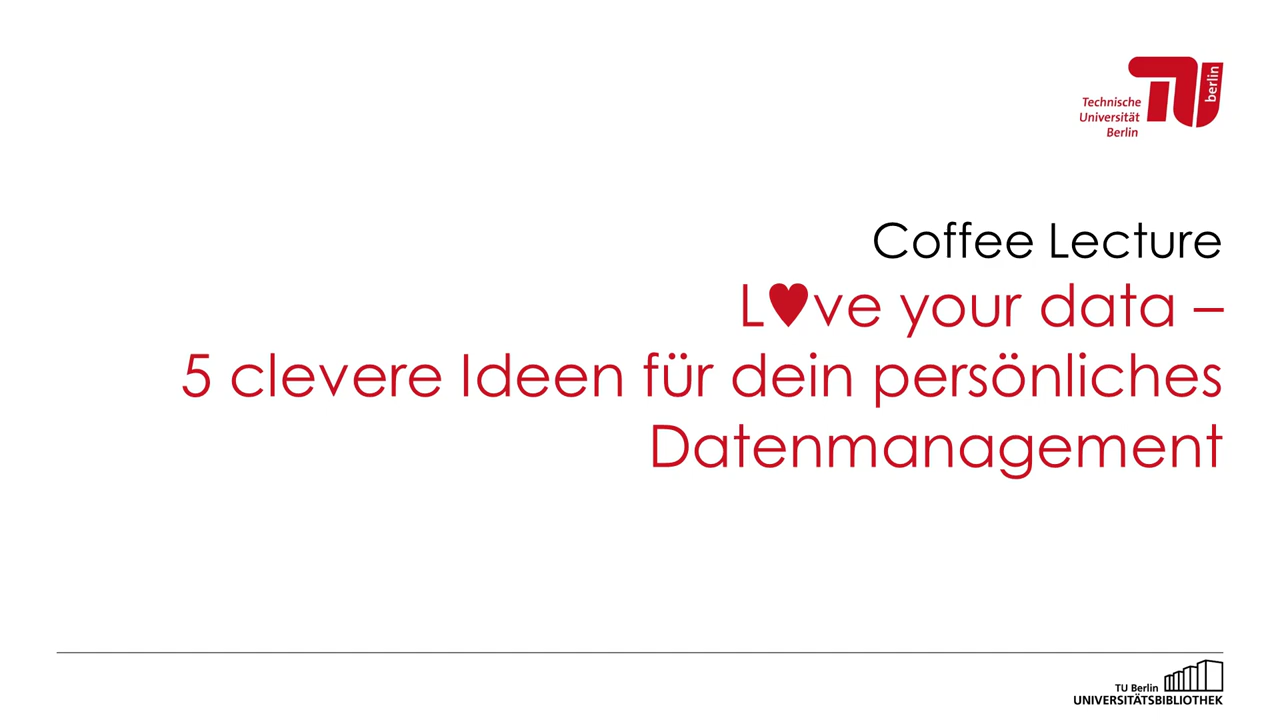 Technische
Universität
Berlin
berlin
Coffee Lecture
L♥ve your data –
5 clevere Ideen für dein persönliches
Datenmanagement
TU Berlin
UNIVERSITÄTSBIBLIOTHEK